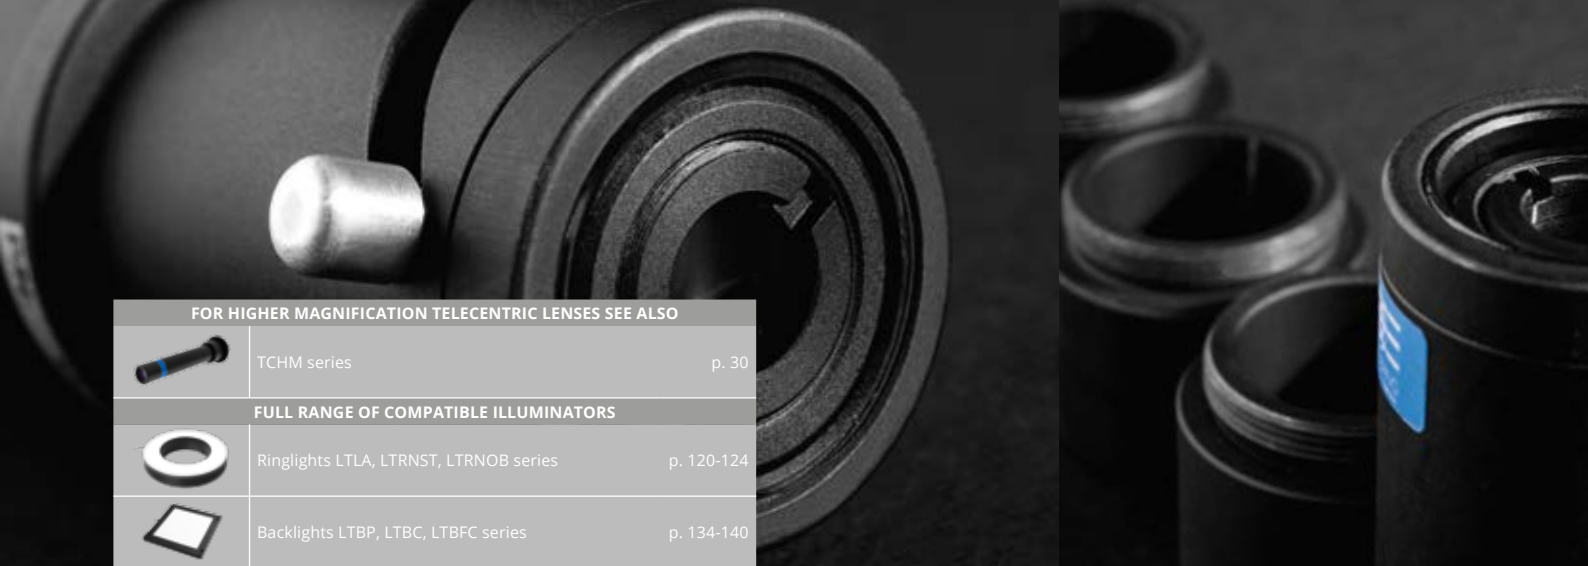 FOR HIGHER MAGNIFICATION TELECENTRIC LENSES SEE ALSO
TCHM series p. 30
FULL RANGE OF COMPATIBLE ILLUMINATORS
Ringlights LTLA, LTRNST, LTRNOB series p. 120-124
Backlights LTBP, LTBC, LTBFC series p. 134-140